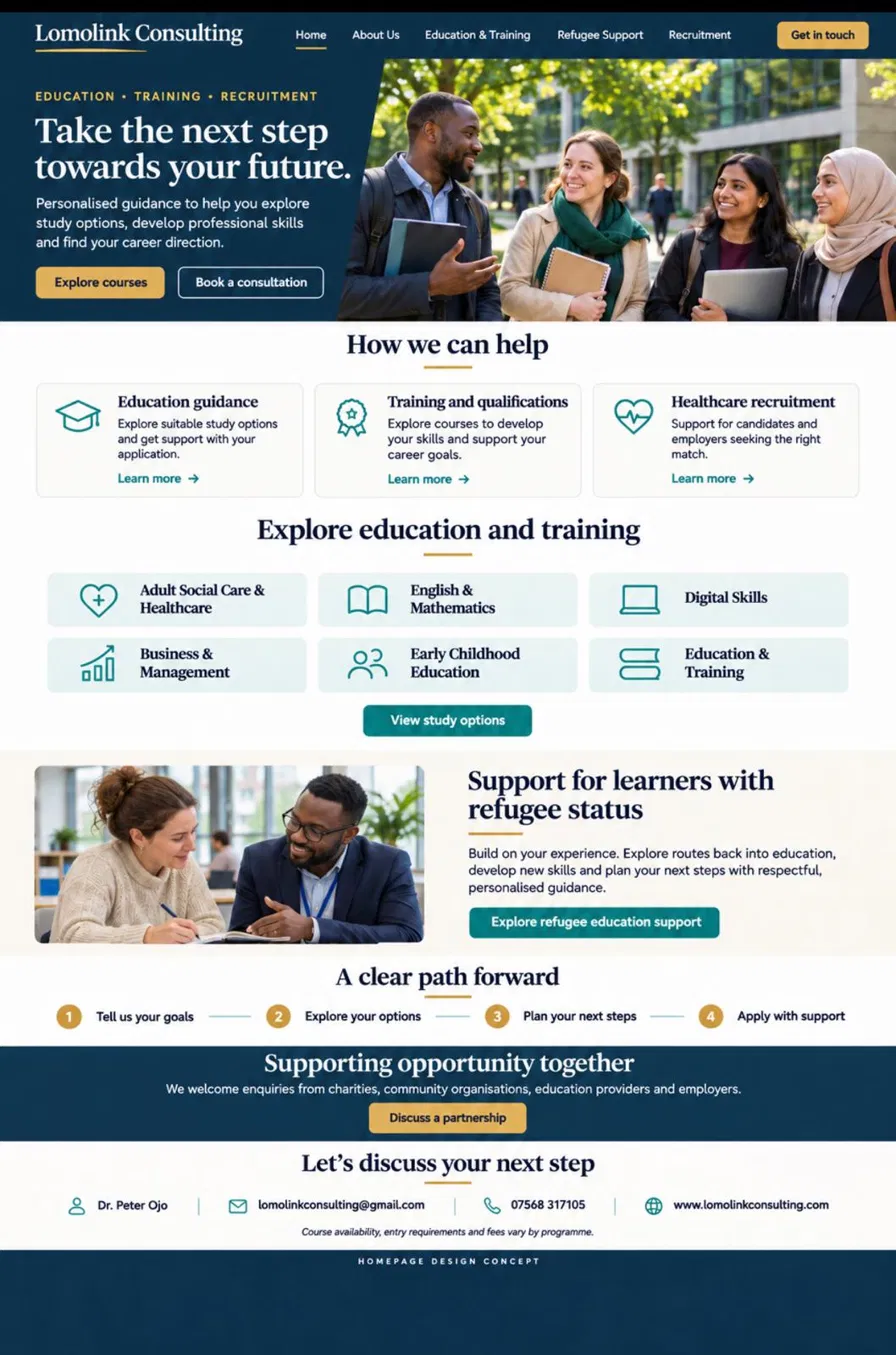 Lomolink Consulting
Home
About Us
Education & Training
Refugee Support
Recruitment
Get in touch
EDUCATION • TRAINING • RECRUITMENT
Take the next step
towards your future.
Personalised guidance to help you explore
study options, develop professional skills
and find your career direction.
Explore courses
Book a consultation
How we can help
Education guidance
Explore suitable study options
and get support with your
application.
Learn more →
Training and qualifications
Explore courses to develop
your skills and support your
career goals.
Learn more →
Healthcare recruitment
Support for candidates and
employers seeking the right
match.
Learn more →
Explore education and training
Adult Social Care &
Healthcare
English &
Mathematics
Digital Skills
Business &
Management
Early Childhood
Education
Education &
Training
View study options
Support for learners with
refugee status
Build on your experience. Explore routes back into education,
develop new skills and plan your next steps with respectful,
personalised guidance.
Explore refugee education support
A clear path forward
1 Tell us your goals
2 Explore your options
3 Plan your next steps
4 Apply with support
Supporting opportunity together
We welcome enquiries from charities, community organisations, education providers and employers.
Discuss a partnership
Let's discuss your next step
Dr. Peter Ojo
lomolinkconsulting@gmail.com
07568 317105
www.lomolinkconsulting.com
Course availability, entry requirements and fees vary by programme.
HOMEPAGE DESIGN CONCEPT